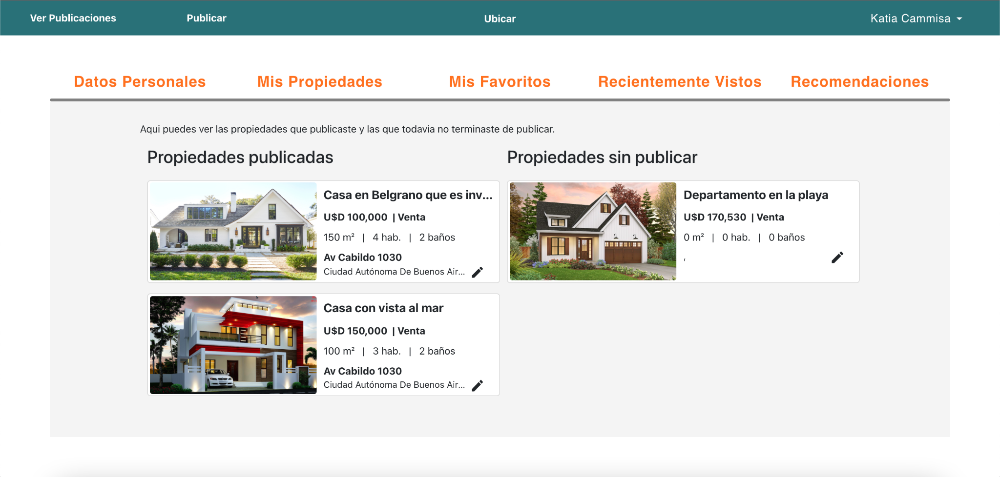 Ver Publicaciones
Publicar
Ubicar
Katia Cammisa
Datos Personales
Mis Propiedades
Mis Favoritos
Recientemente Vistos
Recomendaciones
Aqui puedes ver las propiedades que publicaste y las que todavia no terminaste de publicar.
Propiedades publicadas
Casa en Belgrano que es inv...
U$D 100,000 | Venta
150 m² | 4 hab. | 2 baños
Av Cabildo 1030
Ciudad Autónoma De Buenos Air...
Casa con vista al mar
U$D 150,000 | Venta
100 m² | 3 hab. | 2 baños
Av Cabildo 1030
Ciudad Autónoma De Buenos Air...
Propiedades sin publicar
Departamento en la playa
U$D 170,530 | Venta
0 m² | 0 hab. | 0 baños
,